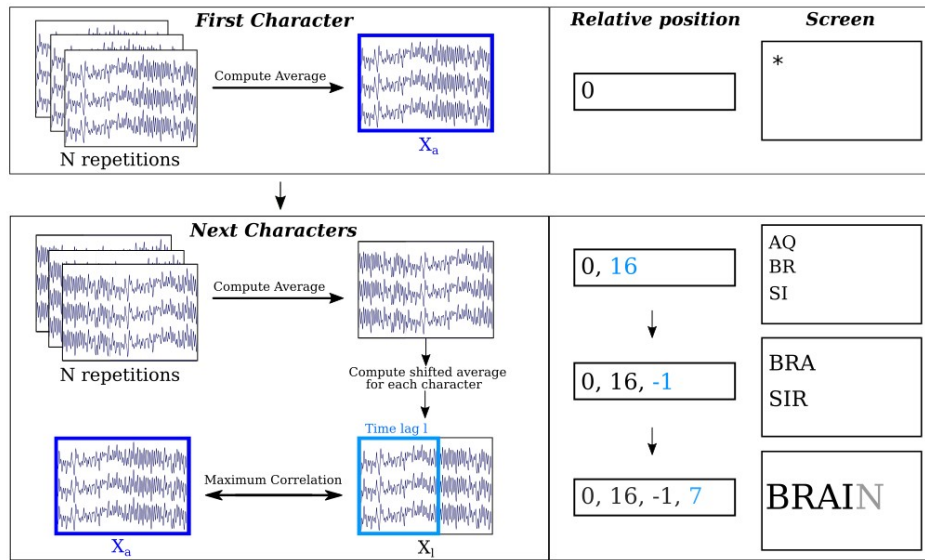 First Character
Compute Average
N repetitions
Xₐ
Relative position
Screen
0
*
Next Characters
Compute Average
N repetitions
Compute shifted average
for each character
Time lag l
Maximum Correlation
Xₐ
Xₗ
0, 16
AQ
BR
SI
0, 16, -1
BRA
SIR
0, 16, -1, 7
BRAIN